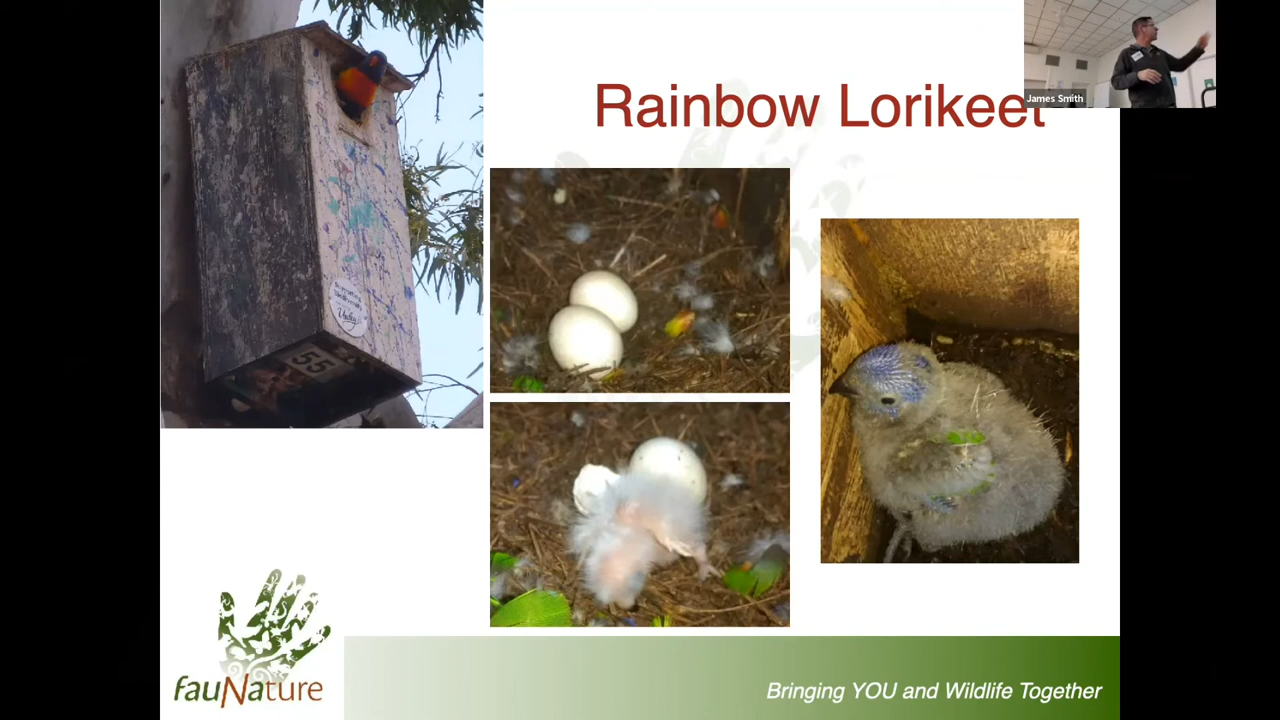 Rainbow Lorikeet
James Smith
55
fauNature
Bringing YOU and Wildlife Together